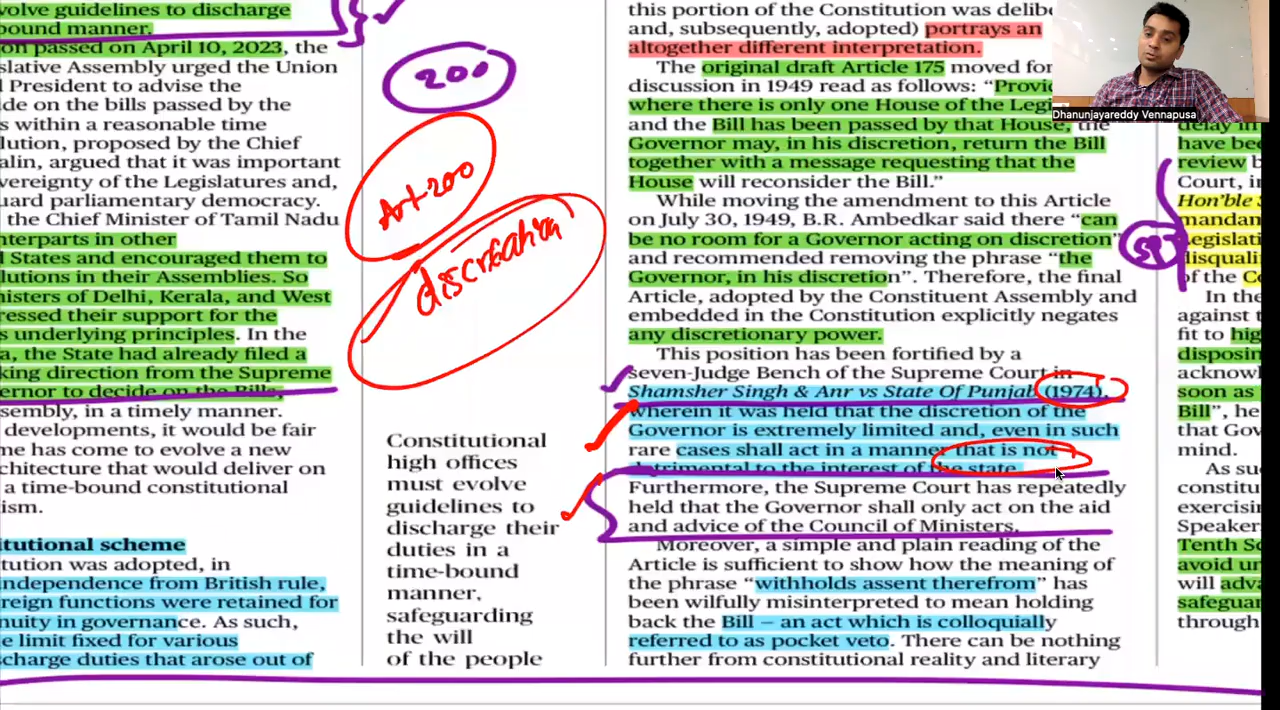 volve guidelines to discharge
bound manner.
on passed on April 10, 2023, the
slative Assembly urged the Union
l President to advise the
de on the bills passed by the
s within a reasonable time
lution, proposed by the Chief
alin, argued that it was important
vereignty of the Legislatures and,
uard parliamentary democracy.
the Chief Minister of Tamil Nadu
nterparts in other
d States and encouraged them to
lutions in their Assemblies. So
nisters of Delhi, Kerala, and West
ressed their support for the
s underlying principles. In the
a, the State had already filed a
king direction from the Supreme
ernor to decide on the Bills,
sembly, in a timely manner.
developments, it would be fair
me has come to evolve a new
chitecture that would deliver on
a time-bound constitutional
ism.
itutional scheme
tution was adopted, in
ndependence from British rule,
reign functions were retained for
nuity in governance. As such,
e limit fixed for various
scharge duties that arose out of
200
Art-200
Constitutional
high offices
must evolve
guidelines to
discharge their
duties in a
time-bound
manner,
safeguarding
the will
of the people
this portion of the Constitution was delibe
and, subsequently, adopted) portrays an
altogether different interpretation.
The original draft Article 175 moved for
discussion in 1949 read as follows: “Provid
where there is only one House of the Legi
and the Bill has been passed by that House, the
Governor may, in his discretion, return the Bill
together with a message requesting that the
House will reconsider the Bill.”
While moving the amendment to this Article
on July 30, 1949, B.R. Ambedkar said there “can
be no room for a Governor acting on discretion”
and recommended removing the phrase “the
Governor, in his discretion”. Therefore, the final
Article, adopted by the Constituent Assembly and
embedded in the Constitution explicitly negates
any discretionary power.
This position has been fortified by a
seven-Judge Bench of the Supreme Court in
Shamsher Singh & Anr vs State Of Punjab (1974),
wherein it was held that the discretion of the
Governor is extremely limited and, even in such
rare cases shall act in a manner that is not
detrimental to the interest of the state.
Furthermore, the Supreme Court has repeatedly
held that the Governor shall only act on the aid
and advice of the Council of Ministers.
Moreover, a simple and plain reading of the
Article is sufficient to show how the meaning of
the phrase “withholds assent therefrom” has
been wilfully misinterpreted to mean holding
back the Bill – an act which is colloquially
referred to as pocket veto. There can be nothing
further from constitutional reality and literary
Dhanunjayareddy Vennapusa
delay in
have bee
review b
Court, i
Hon'ble S
mandam
Legislati
disquali
of the Co
In the
against t
fit to hig
disposin
acknowl
soon as
Bill”, he
that Gov
mind.
As suc
constitu
exercisin
Speaker
Tenth Sc
avoid un
will adva
safeguar
through